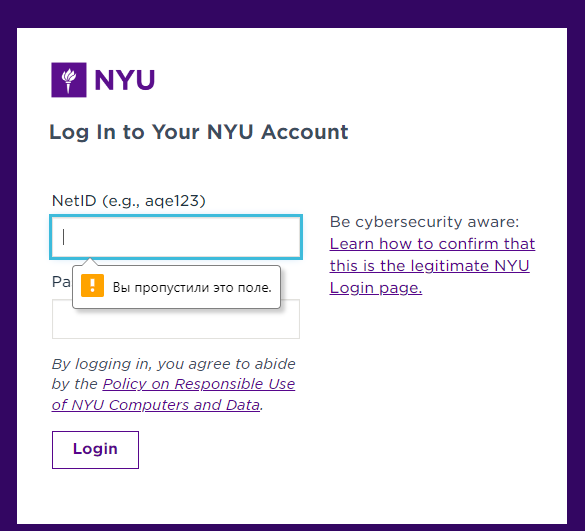 NYU
Log In to Your NYU Account
NetID (e.g., aqe123)
Вы пропустили это поле.
Pa
By logging in, you agree to abide
by the Policy on Responsible Use
of NYU Computers and Data.
Login
Be cybersecurity aware:
Learn how to confirm that
this is the legitimate NYU
Login page.